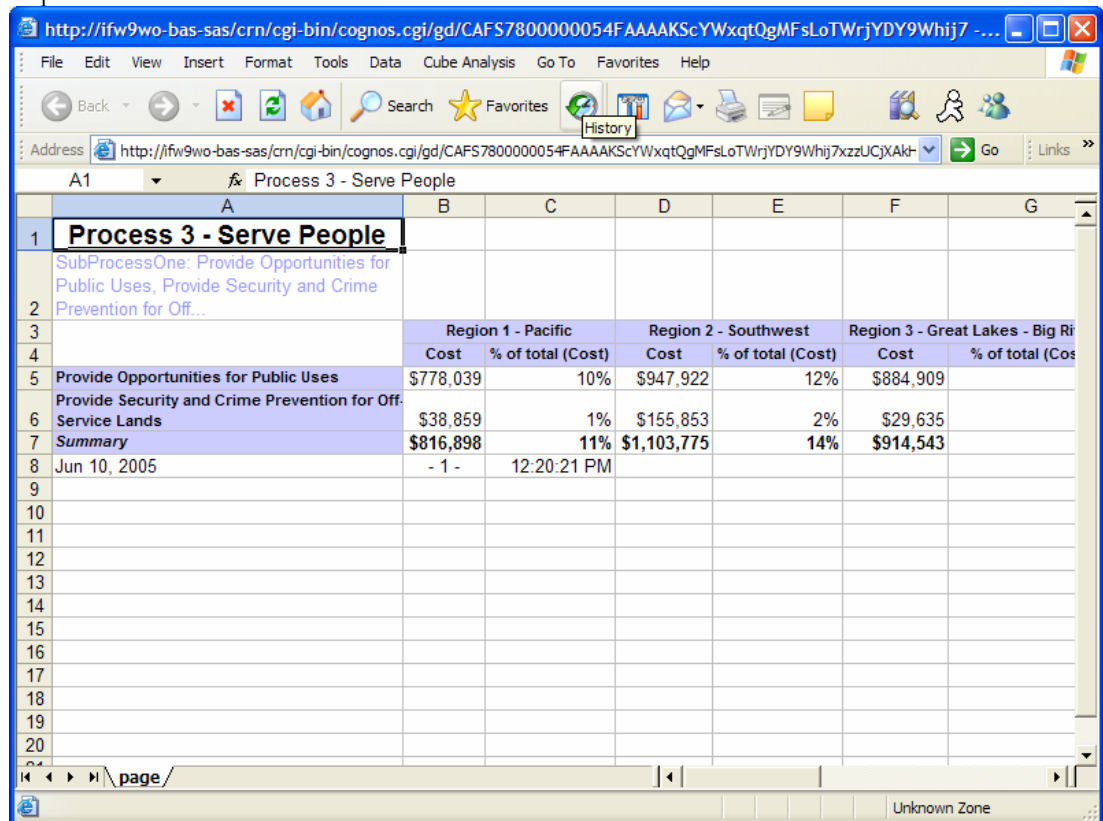 http://ifw9wo-bas-sas/crn/cgi-bin/cognos.cgi/gd/CAFS7800000054FAAAAKScYWxqtQgMFsLoTWrjYDY9Whij7 -...
File Edit View Insert Format Tools Data Cube Analysis Go To Favorites Help
Back Search Favorites
History
Address http://ifw9wo-bas-sas/crn/cgi-bin/cognos.cgi/gd/CAFS7800000054FAAAAKScYWxqtQgMFsLoTWrjYDY9Whij7xzzUCjXAkH Go Links »
A1 fx Process 3 - Serve People
A B C D E F G
1 Process 3 - Serve People
SubProcessOne: Provide Opportunities for
Public Uses, Provide Security and Crime
2 Prevention for Off...
3 Region 1 - Pacific Region 2 - Southwest Region 3 - Great Lakes - Big Ri
4 Cost % of total (Cost) Cost % of total (Cost) Cost % of total (Cos
5 Provide Opportunities for Public Uses $778,039 10% $947,922 12% $884,909
Provide Security and Crime Prevention for Off-
6 Service Lands $38,859 1% $155,853 2% $29,635
7 Summary $816,898 11% $1,103,775 14% $914,543
8 Jun 10, 2005 - 1 - 12:20:21 PM
9
10
11
12
13
14
15
16
17
18
19
20
page
Unknown Zone